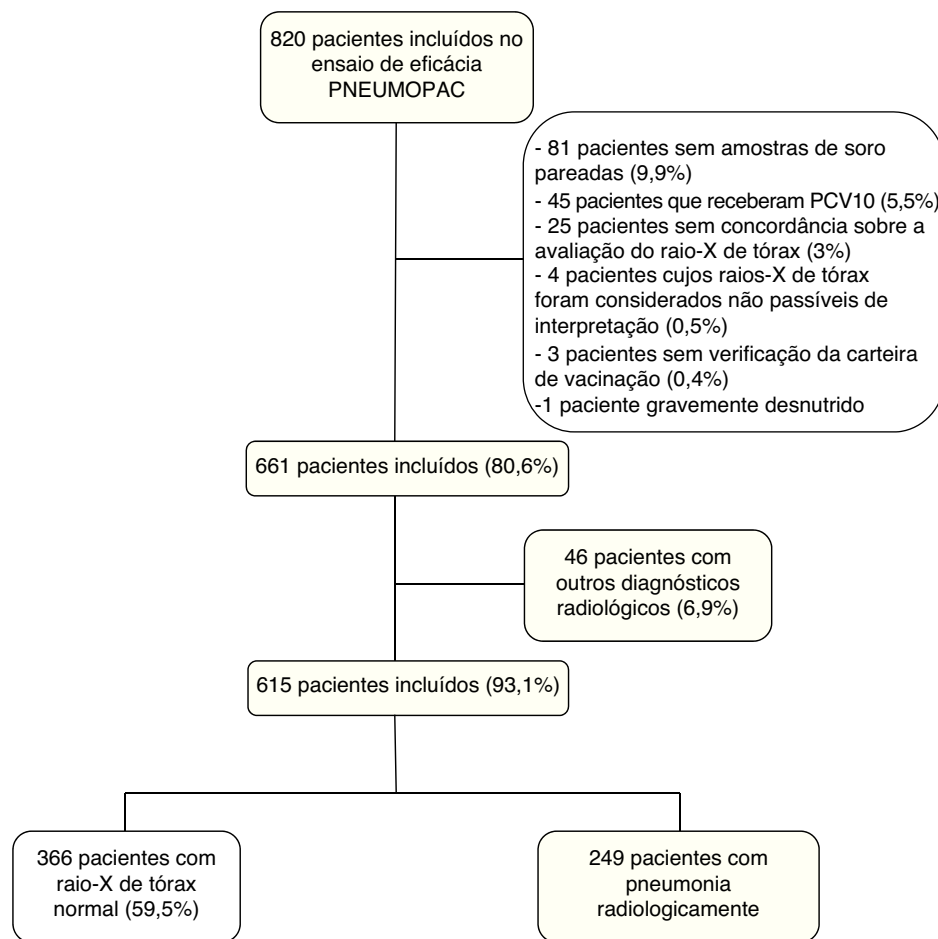 820 pacientes incluídos no
ensaio de eficácia
PNEUMOPAC
- 81 pacientes sem amostras de soro
pareadas (9,9%)
- 45 pacientes que receberam PCV10 (5,5%)
- 25 pacientes sem concordância sobre a
avaliação do raio-X de tórax (3%)
- 4 pacientes cujos raios-X de tórax
foram considerados não passíveis de
interpretação (0,5%)
- 3 pacientes sem verificação da carteira
de vacinação (0,4%)
-1 paciente gravemente desnutrido
661 pacientes incluídos (80,6%)
46 pacientes com
outros diagnósticos
radiológicos (6,9%)
615 pacientes incluídos (93,1%)
366 pacientes com
raio-X de tórax
normal (59,5%)
249 pacientes com
pneumonia
radiologicamente